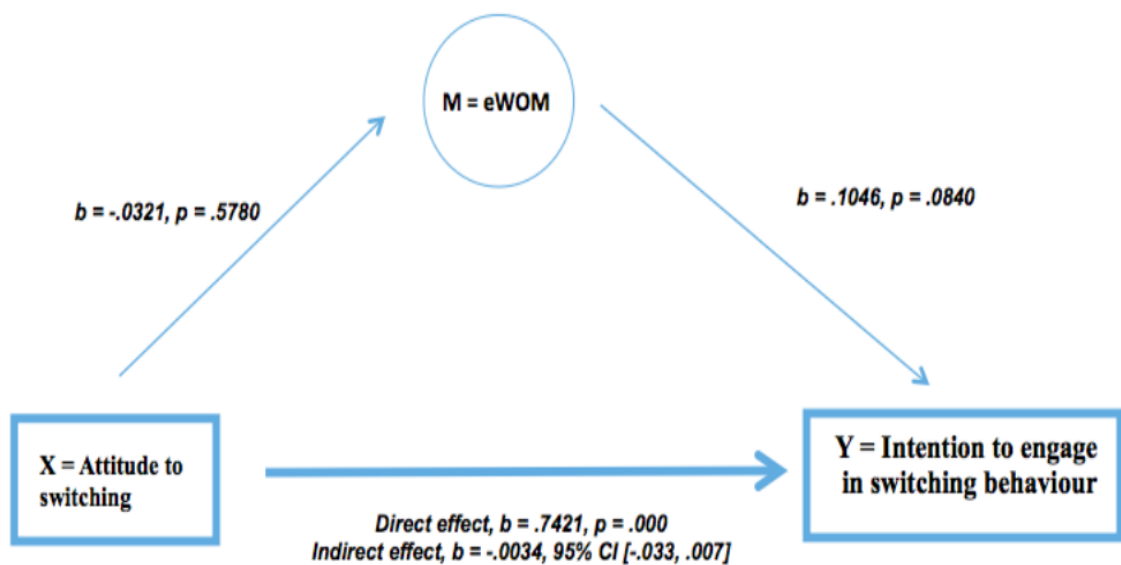 M = eWOM
b = -.0321, p = .5780
b = .1046, p = .0840
X = Attitude to
switching
Y = Intention to engage
in switching behaviour
Direct effect, b = .7421, p = .000
Indirect effect, b = -.0034, 95% CI [-.033, .007]